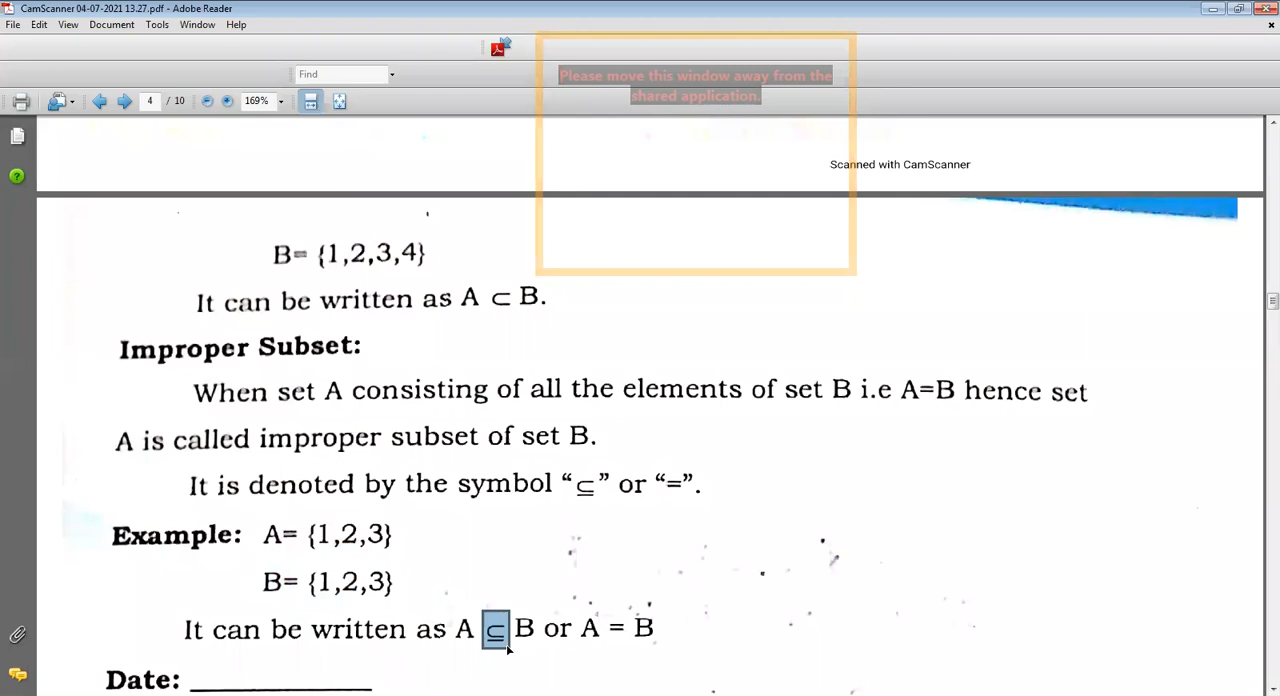 CamScanner 04-07-2021 13.27.pdf - Adobe Reader
File Edit View Document Tools Window Help
Find
Please move this window away from the
shared application.
4 / 10 169%
Scanned with CamScanner
B= {1,2,3,4}
It can be written as A ⊂ B.
Improper Subset:
When set A consisting of all the elements of set B i.e A=B hence set
A is called improper subset of set B.
It is denoted by the symbol “⊆” or “=”.
Example: A= {1,2,3}
B= {1,2,3}
It can be written as A ⊆ B or A = B
Date: ____________